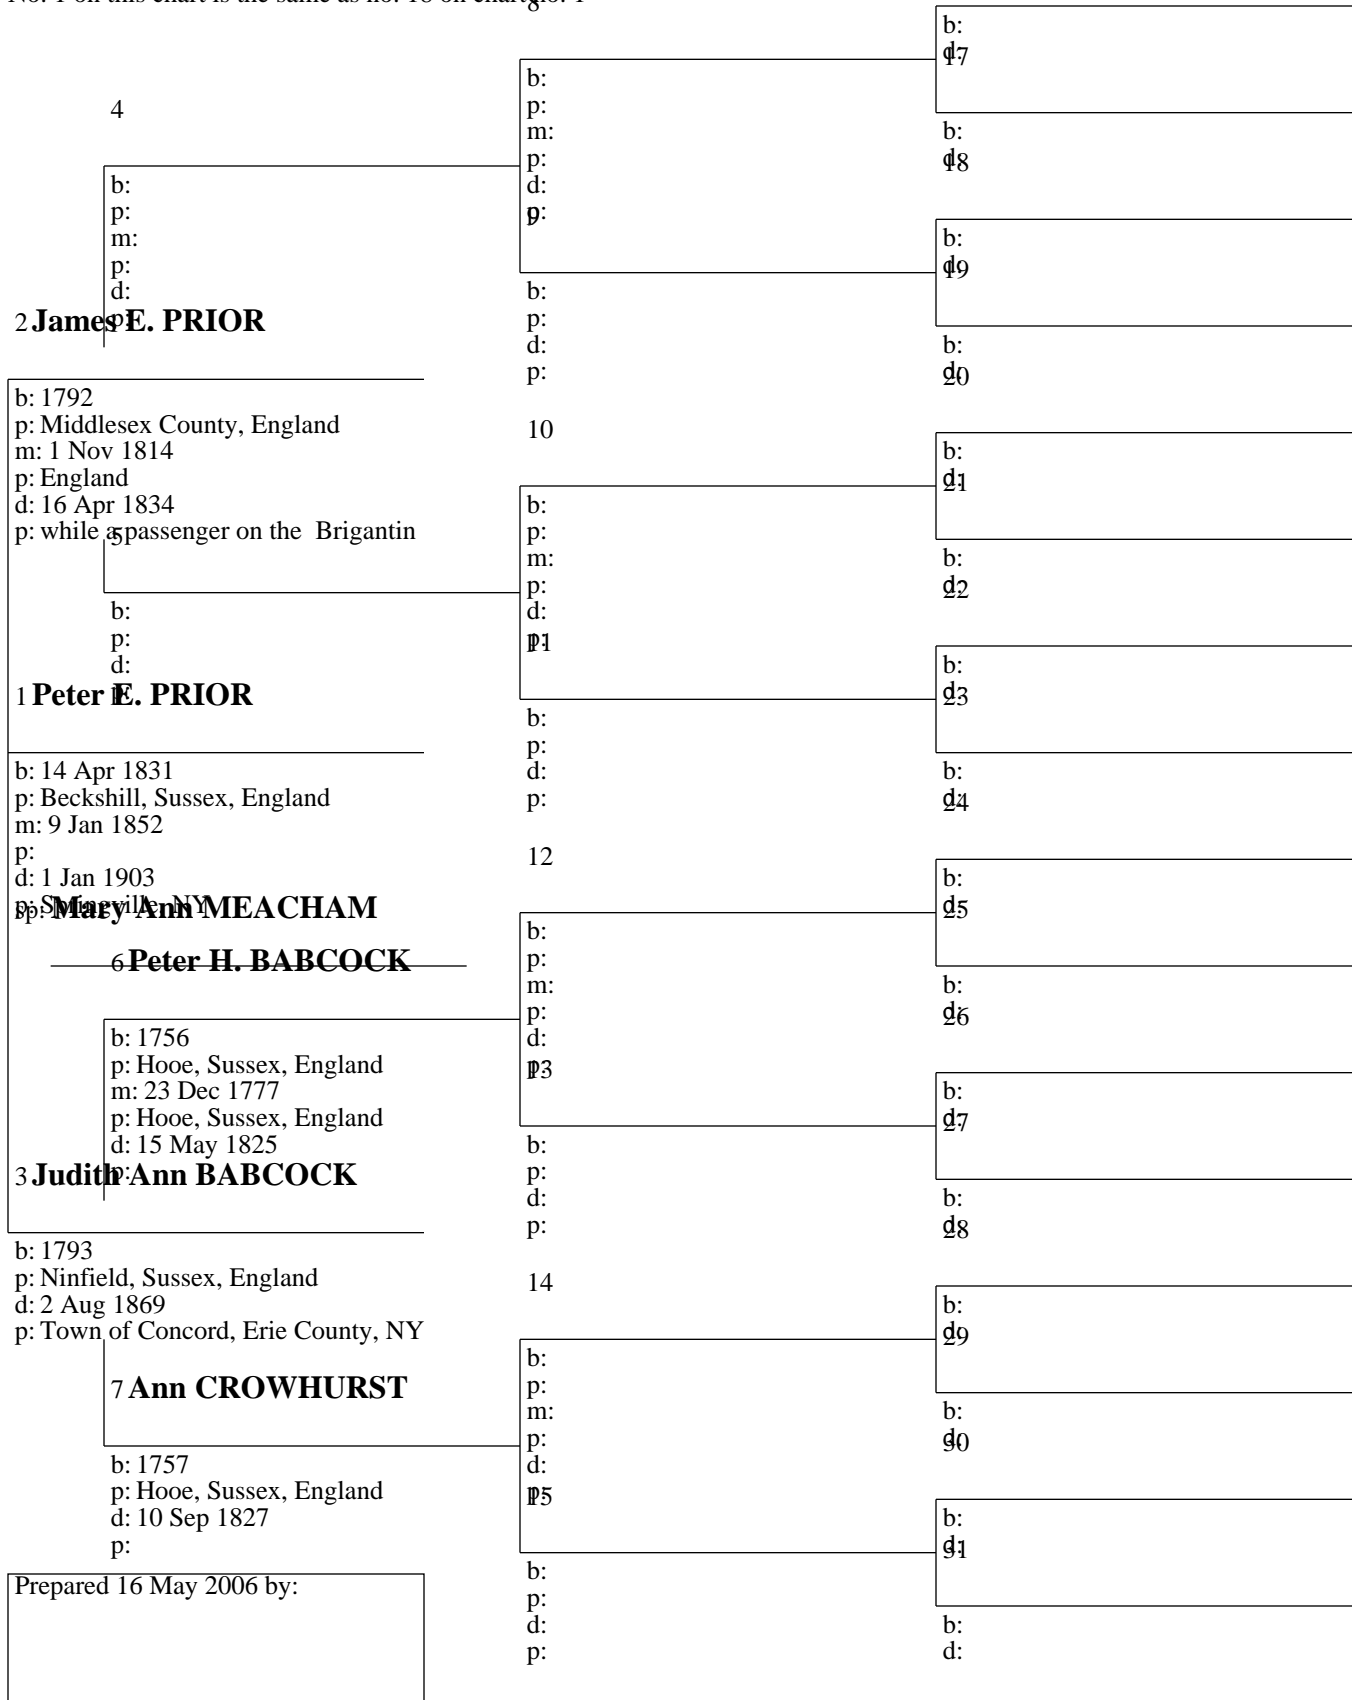 No. 1 on this chart is the same as no. 16 on chart no. 1
8
b:
d:
17
b:
p:
m:
p:
d:
p:
4
b:
d:
18
b:
p:
m:
p:
d:
p:
9
b:
d:
19
b:
p:
d:
p:
2 James E. PRIOR
b:
d:
20
b: 1792
p: Middlesex County, England
m: 1 Nov 1814
p: England
d: 16 Apr 1834
p: while a passenger on the Brigantin
10
b:
d:
21
b:
p:
m:
p:
d:
p:
5
b:
d:
22
b:
p:
d:
p:
11
b:
d:
23
1 Peter E. PRIOR
b:
p:
d:
p:
b: 14 Apr 1831
p: Beckshill, Sussex, England
m: 9 Jan 1852
p:
d: 1 Jan 1903
p: Springville, NY
sp: Mary Ann MEACHAM
b:
d:
24
12
b:
d:
25
6 Peter H. BABCOCK
b:
p:
m:
p:
d:
p:
b:
d:
26
b: 1756
p: Hooe, Sussex, England
m: 23 Dec 1777
p: Hooe, Sussex, England
d: 15 May 1825
p:
13
b:
d:
27
3 Judith Ann BABCOCK
b:
p:
d:
p:
b:
d:
28
b: 1793
p: Ninfield, Sussex, England
d: 2 Aug 1869
p: Town of Concord, Erie County, NY
14
b:
d:
29
7 Ann CROWHURST
b:
p:
m:
p:
d:
p:
b:
d:
30
b: 1757
p: Hooe, Sussex, England
d: 10 Sep 1827
p:
15
b:
d:
31
Prepared 16 May 2006 by:
b:
p:
d:
p:
b:
d: